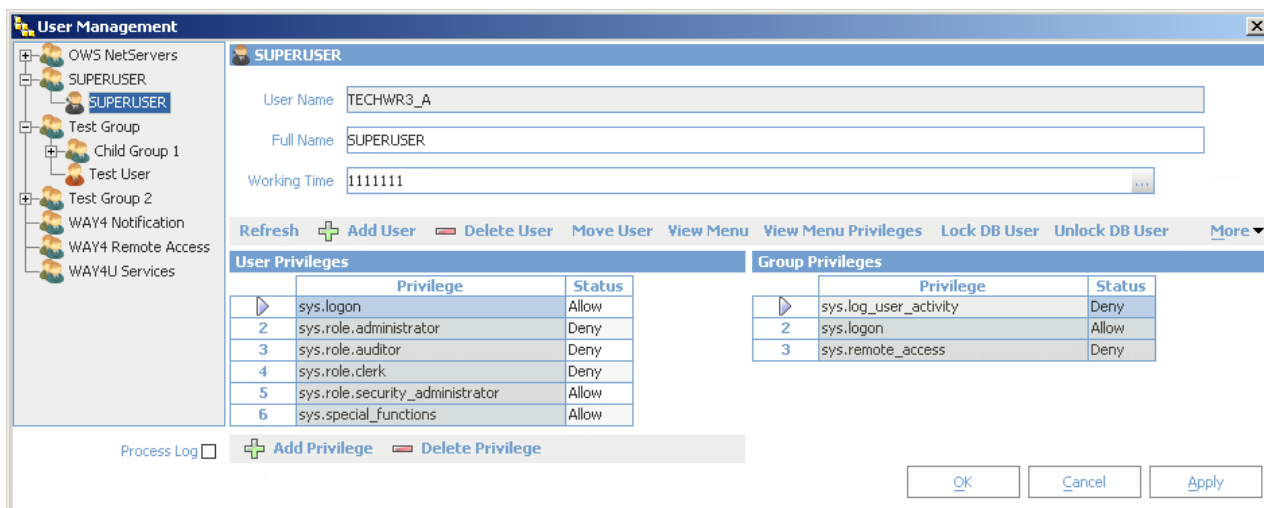 User Management
OWS NetServers
SUPERUSER
SUPERUSER
Test Group
Child Group 1
Test User
Test Group 2
WAY4 Notification
WAY4 Remote Access
WAY4U Services
SUPERUSER
User Name TECHWR3_A
Full Name SUPERUSER
Working Time 1111111 ...
Refresh Add User Delete User Move User View Menu View Menu Privileges Lock DB User Unlock DB User More
User Privileges
Privilege Status
sys.logon Allow
2 sys.role.administrator Deny
3 sys.role.auditor Deny
4 sys.role.clerk Deny
5 sys.role.security_administrator Allow
6 sys.special_functions Allow
Group Privileges
Privilege Status
sys.log_user_activity Deny
2 sys.logon Allow
3 sys.remote_access Deny
Process Log
Add Privilege Delete Privilege
OK Cancel Apply